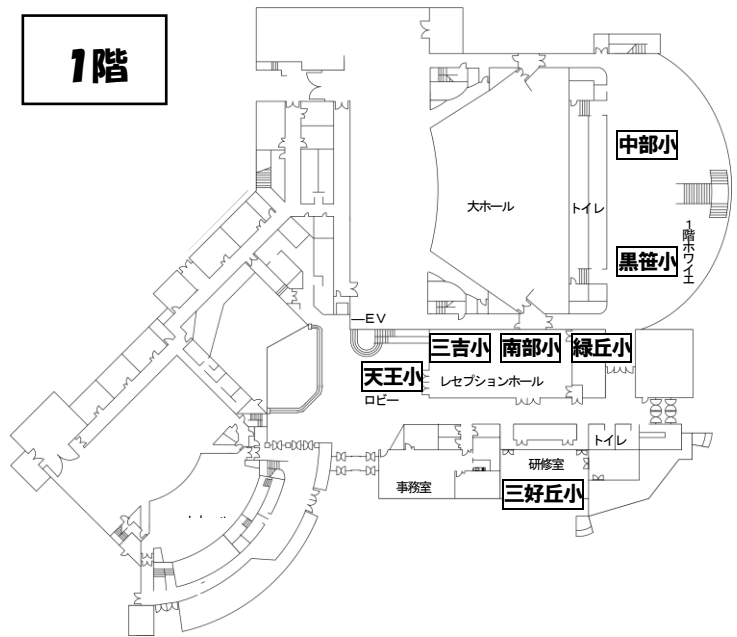 1階
中部小
大ホール
トイレ
1階ホワイエ
黒笹小
EV
三吉小
南部小
緑丘小
天王小
レセプションホール
ロビー
トイレ
研修室
事務室
三好丘小